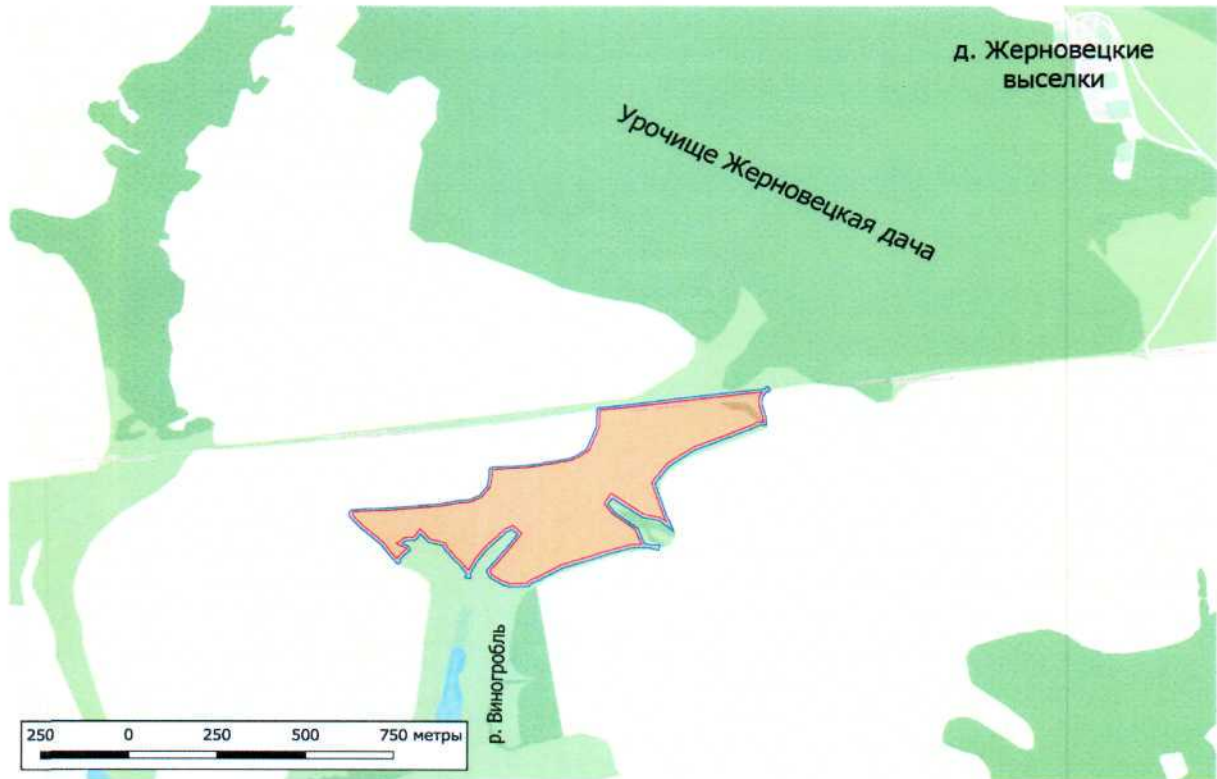 д. Жерновецкие
выселки
Урочище Жерновецкая дача
р. Виногробль
250 0 250 500 750 метры